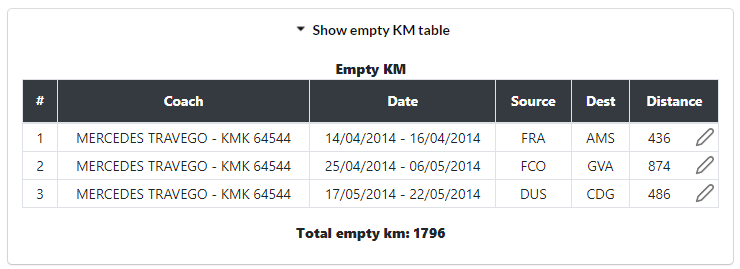 Show empty KM table
Empty KM
# Coach Date Source Dest Distance
1 MERCEDES TRAVEGO - KMK 64544 14/04/2014 - 16/04/2014 FRA AMS 436
2 MERCEDES TRAVEGO - KMK 64544 25/04/2014 - 06/05/2014 FCO GVA 874
3 MERCEDES TRAVEGO - KMK 64544 17/05/2014 - 22/05/2014 DUS CDG 486
Total empty km: 1796